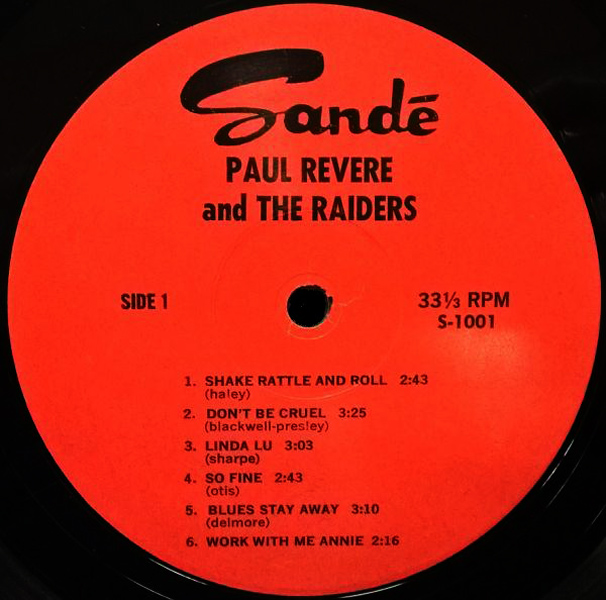 Sandē
PAUL REVERE
and THE RAIDERS
SIDE 1
33⅓ RPM
S-1001
1. SHAKE RATTLE AND ROLL 2:43
(haley)
2. DON'T BE CRUEL 3:25
(blackwell-presley)
3. LINDA LU 3:03
(sharpe)
4. SO FINE 2:43
(otis)
5. BLUES STAY AWAY 3:10
(delmore)
6. WORK WITH ME ANNIE 2:16